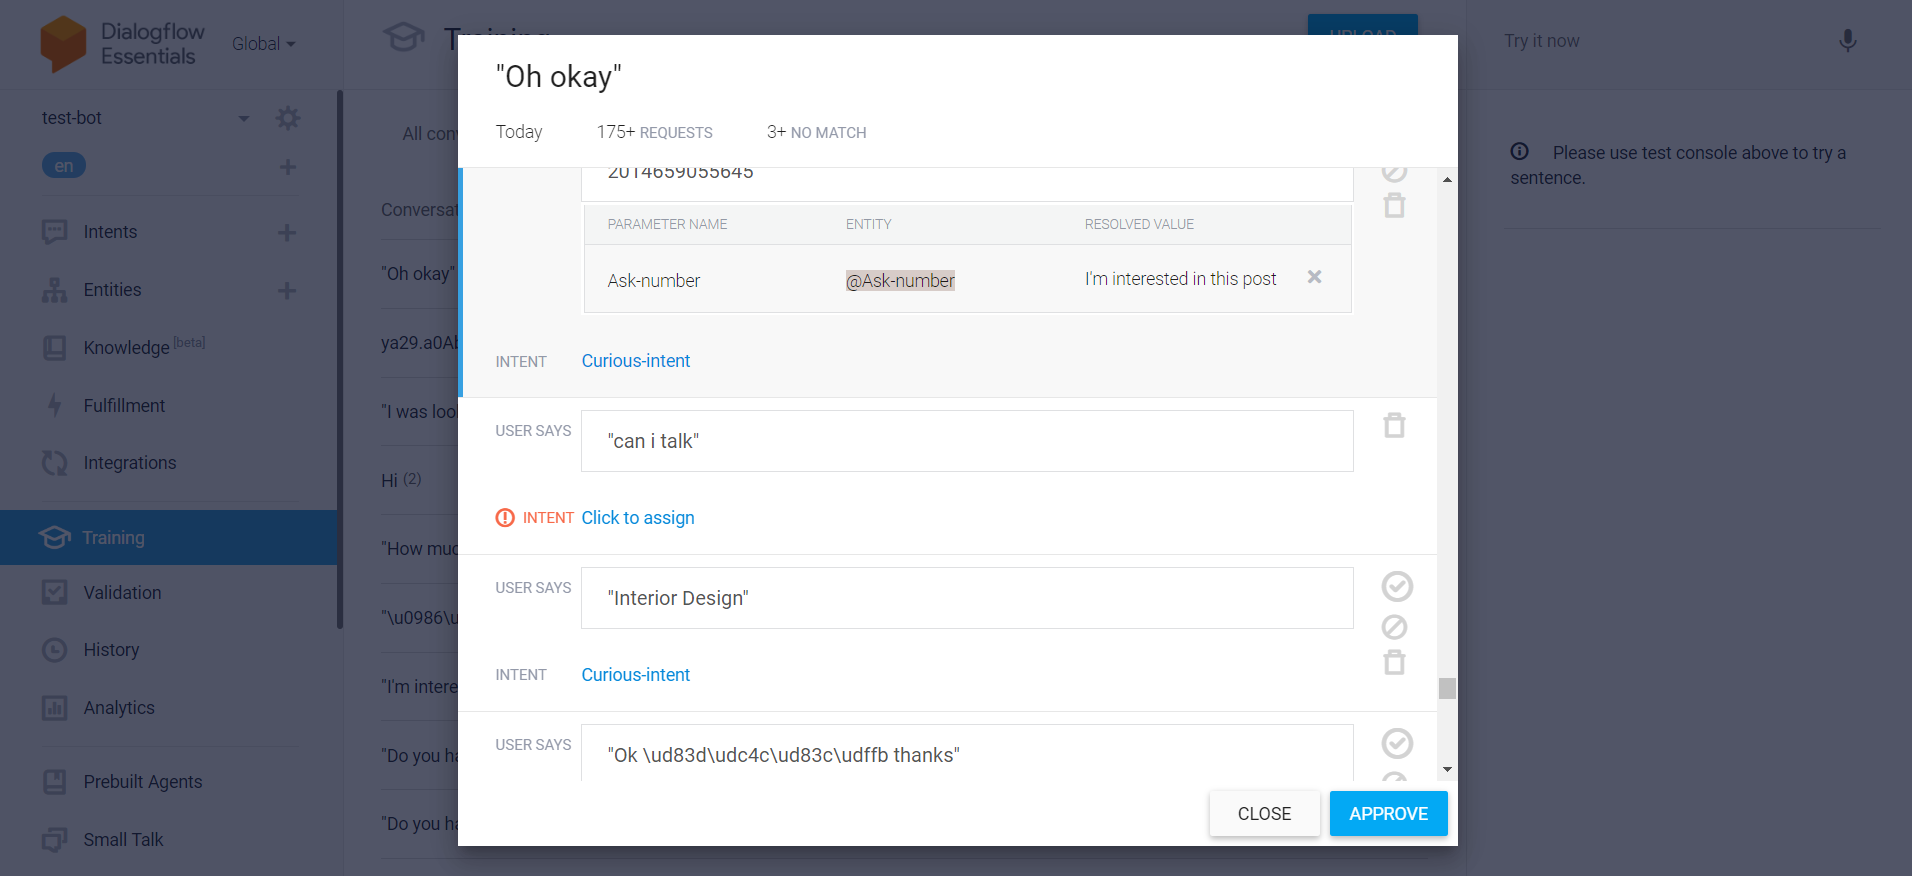 Dialogflow
Essentials
Global
test-bot
en
Intents
Entities
Knowledge [beta]
Fulfillment
Integrations
Training
Validation
History
Analytics
Prebuilt Agents
Small Talk
Training
UPLOAD
All conv
Conversat
"Oh okay"
ya29.a0Ab
"I was loo
Hi (2)
"How muc
"\u0986\u
"I'm intere
"Do you ha
"Do you ha
"Oh okay"
Today 175+ REQUESTS 3+ NO MATCH
2014659055645
PARAMETER NAME ENTITY RESOLVED VALUE
Ask-number @Ask-number I'm interested in this post
INTENT Curious-intent
USER SAYS "can i talk"
INTENT Click to assign
USER SAYS "Interior Design"
INTENT Curious-intent
USER SAYS "Ok \ud83d\udc4c\ud83c\udffb thanks"
CLOSE APPROVE
Try it now
Please use test console above to try a
sentence.